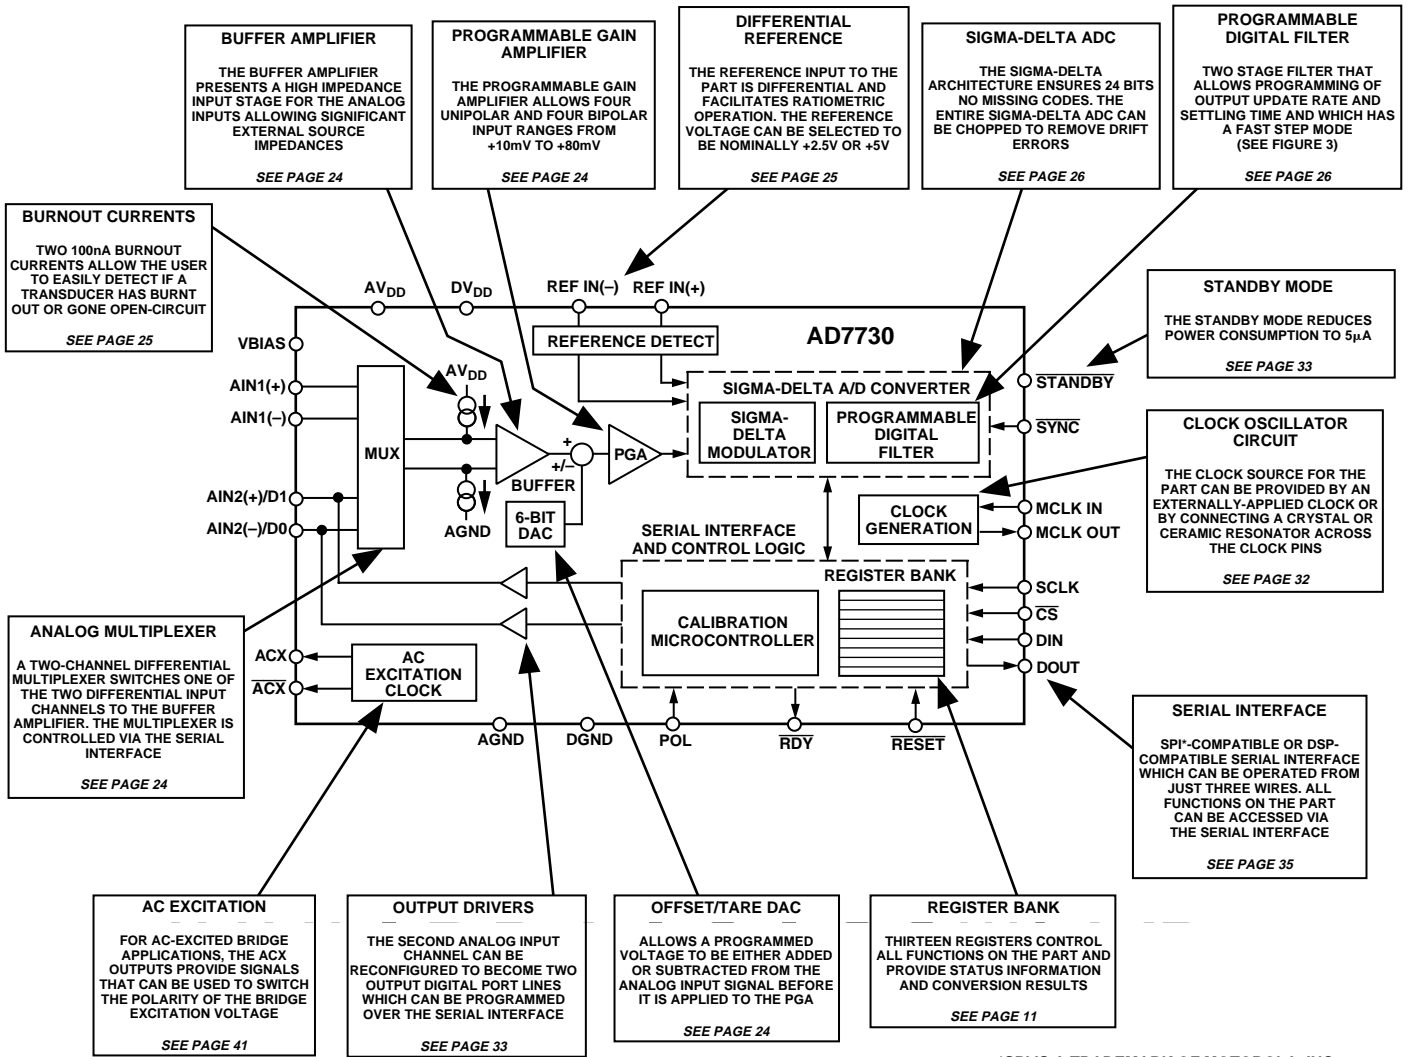 BUFFER AMPLIFIER
THE BUFFER AMPLIFIER
PRESENTS A HIGH IMPEDANCE
INPUT STAGE FOR THE ANALOG
INPUTS ALLOWING SIGNIFICANT
EXTERNAL SOURCE
IMPEDANCES
SEE PAGE 24
PROGRAMMABLE GAIN
AMPLIFIER
THE PROGRAMMABLE GAIN
AMPLIFIER ALLOWS FOUR
UNIPOLAR AND FOUR BIPOLAR
INPUT RANGES FROM
+10mV TO +80mV
SEE PAGE 24
DIFFERENTIAL
REFERENCE
THE REFERENCE INPUT TO THE
PART IS DIFFERENTIAL AND
FACILITATES RATIOMETRIC
OPERATION. THE REFERENCE
VOLTAGE CAN BE SELECTED TO
BE NOMINALLY +2.5V OR +5V
SEE PAGE 25
SIGMA-DELTA ADC
THE SIGMA-DELTA
ARCHITECTURE ENSURES 24 BITS
NO MISSING CODES. THE
ENTIRE SIGMA-DELTA ADC CAN
BE CHOPPED TO REMOVE DRIFT
ERRORS
SEE PAGE 26
PROGRAMMABLE
DIGITAL FILTER
TWO STAGE FILTER THAT
ALLOWS PROGRAMMING OF
OUTPUT UPDATE RATE AND
SETTLING TIME AND WHICH HAS
A FAST STEP MODE
(SEE FIGURE 3)
SEE PAGE 26
BURNOUT CURRENTS
TWO 100nA BURNOUT
CURRENTS ALLOW THE USER
TO EASILY DETECT IF A
TRANSDUCER HAS BURNT
OUT OR GONE OPEN-CIRCUIT
SEE PAGE 25
STANDBY MODE
THE STANDBY MODE REDUCES
POWER CONSUMPTION TO 5μA
SEE PAGE 33
CLOCK OSCILLATOR
CIRCUIT
THE CLOCK SOURCE FOR THE
PART CAN BE PROVIDED BY AN
EXTERNALLY-APPLIED CLOCK OR
BY CONNECTING A CRYSTAL OR
CERAMIC RESONATOR ACROSS
THE CLOCK PINS
SEE PAGE 32
AVDD
DVDD
REF IN(–) REF IN(+)
REFERENCE DETECT
AD7730
VBIAS
AIN1(+)
AIN1(–)
AIN2(+)/D1
AIN2(–)/D0
MUX
AVDD
AGND
BUFFER
+
+/–
6-BIT
DAC
PGA
SIGMA-DELTA A/D CONVERTER
SIGMA-
DELTA
MODULATOR
PROGRAMMABLE
DIGITAL
FILTER
STANDBY
SYNC
CLOCK
GENERATION
MCLK IN
MCLK OUT
SERIAL INTERFACE
AND CONTROL LOGIC
REGISTER BANK
CALIBRATION
MICROCONTROLLER
SCLK
CS
DIN
DOUT
ACX
ACX
AC
EXCITATION
CLOCK
AGND
DGND
POL
RDY
RESET
ANALOG MULTIPLEXER
A TWO-CHANNEL DIFFERENTIAL
MULTIPLEXER SWITCHES ONE OF
THE TWO DIFFERENTIAL INPUT
CHANNELS TO THE BUFFER
AMPLIFIER. THE MULTIPLEXER IS
CONTROLLED VIA THE SERIAL
INTERFACE
SEE PAGE 24
SERIAL INTERFACE
SPI*-COMPATIBLE OR DSP-
COMPATIBLE SERIAL INTERFACE
WHICH CAN BE OPERATED FROM
JUST THREE WIRES. ALL
FUNCTIONS ON THE PART
CAN BE ACCESSED VIA
THE SERIAL INTERFACE
SEE PAGE 35
AC EXCITATION
FOR AC-EXCITED BRIDGE
APPLICATIONS, THE ACX
OUTPUTS PROVIDE SIGNALS
THAT CAN BE USED TO SWITCH
THE POLARITY OF THE BRIDGE
EXCITATION VOLTAGE
SEE PAGE 41
OUTPUT DRIVERS
THE SECOND ANALOG INPUT
CHANNEL CAN BE
RECONFIGURED TO BECOME TWO
OUTPUT DIGITAL PORT LINES
WHICH CAN BE PROGRAMMED
OVER THE SERIAL INTERFACE
SEE PAGE 33
OFFSET/TARE DAC
ALLOWS A PROGRAMMED
VOLTAGE TO BE EITHER ADDED
OR SUBTRACTED FROM THE
ANALOG INPUT SIGNAL BEFORE
IT IS APPLIED TO THE PGA
SEE PAGE 24
REGISTER BANK
THIRTEEN REGISTERS CONTROL
ALL FUNCTIONS ON THE PART AND
PROVIDE STATUS INFORMATION
AND CONVERSION RESULTS
SEE PAGE 11